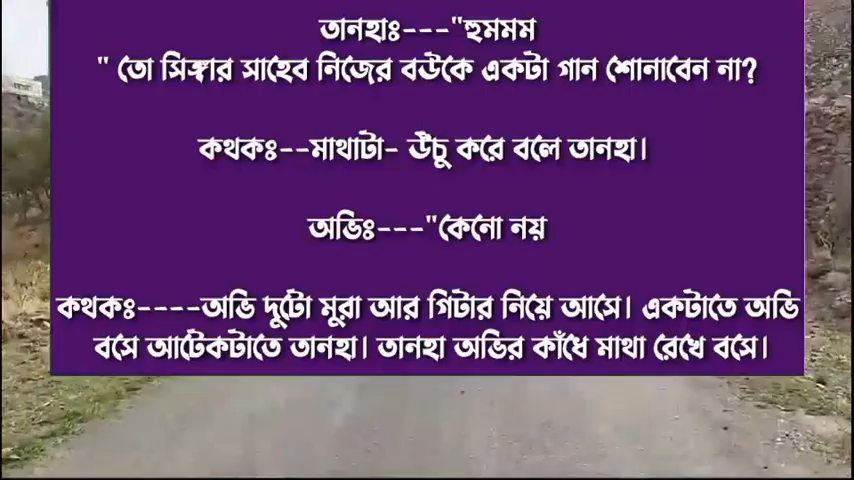 তানহাঃ---"হুমমম
" তো সিঙ্গার সাহেব নিজের বউকে একটা গান শোনাবেন না?
কথকঃ--মাথাটা- উঁচু করে বলে তানহা।
অভিঃ---"কেনো নয়
কথকঃ----অভি দুটো মুরা আর গিটার নিয়ে আসে। একটাতে অভি
বসে আটেকটাতে তানহা। তানহা অভির কাঁধে মাথা রেখে বসে।